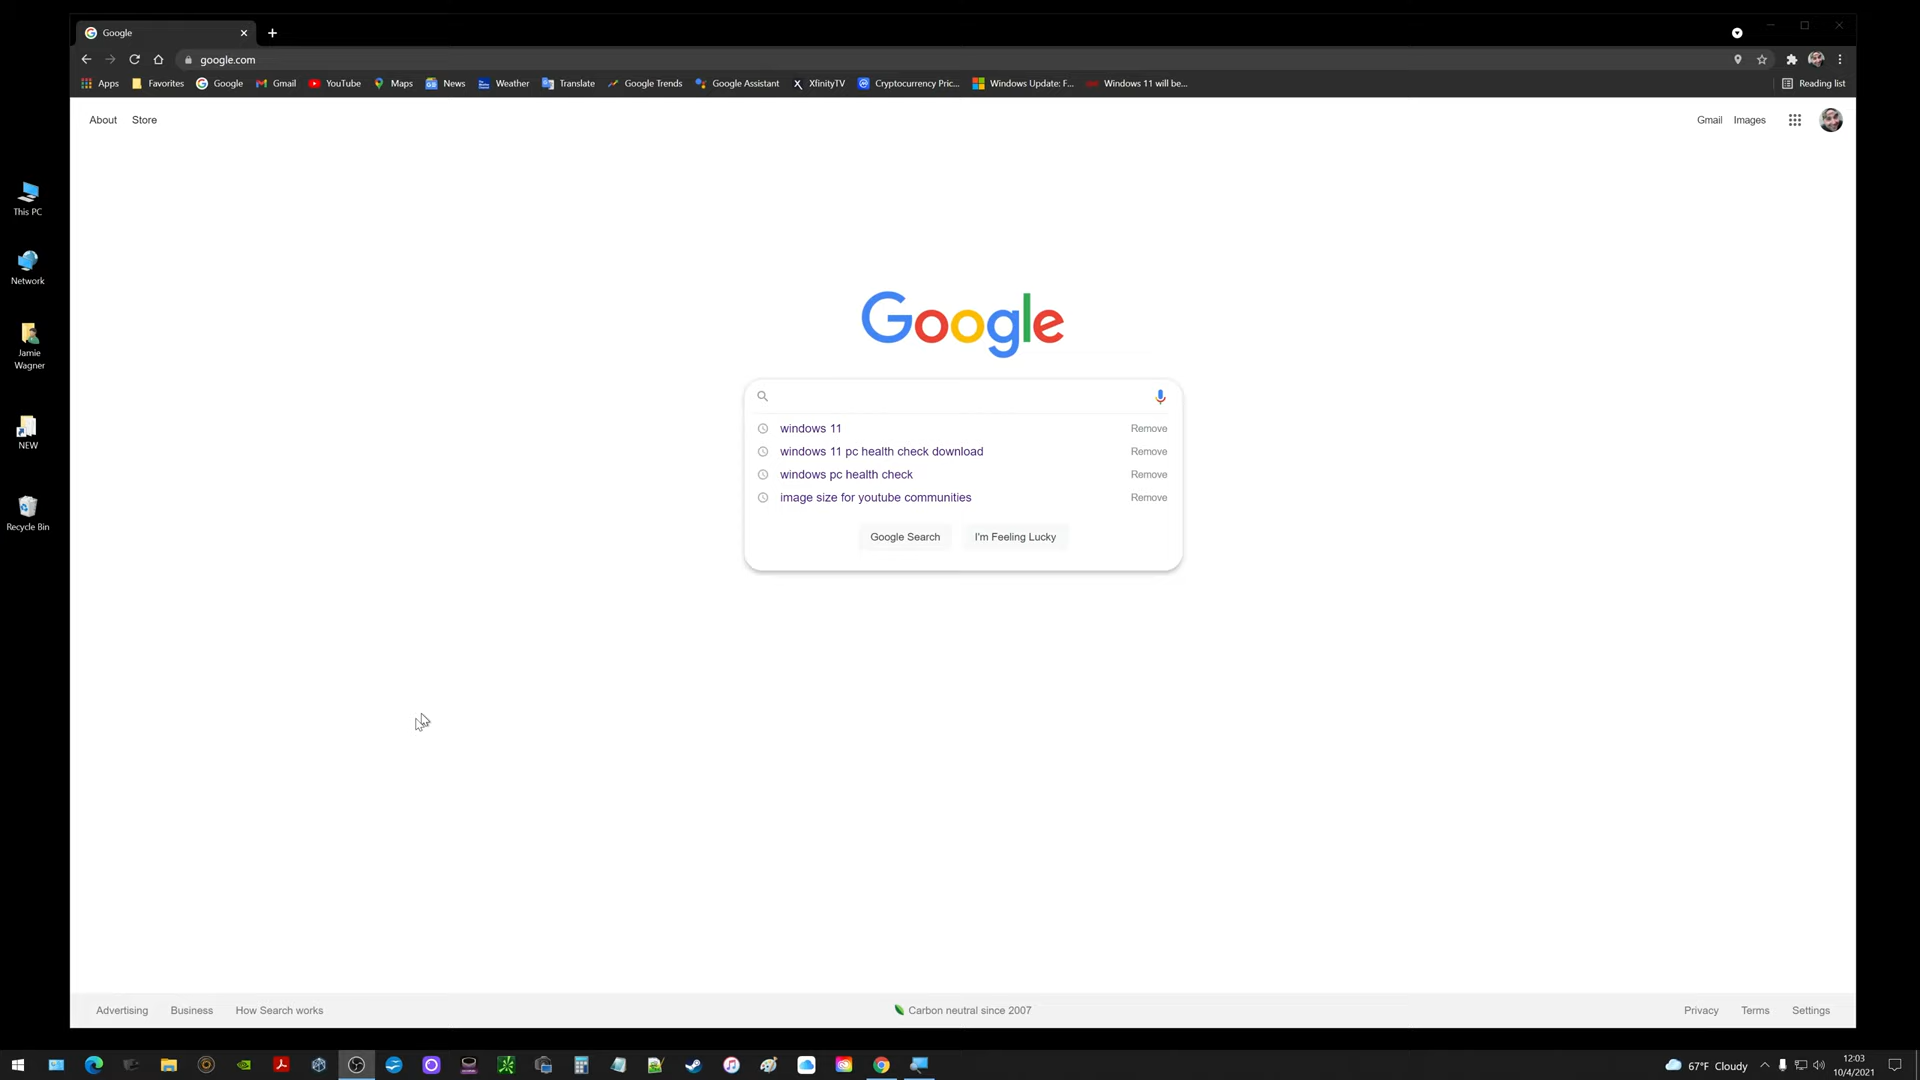 Google
google.com
Apps
Favorites
Google
Gmail
YouTube
Maps
News
Weather
Translate
Google Trends
Google Assistant
XfinityTV
Cryptocurrency Pric...
Windows Update: F...
Windows 11 will be...
Reading list
About
Store
Gmail
Images
This PC
Network
Jamie
Wagner
NEW
Recycle Bin
Google
windows 11
Remove
windows 11 pc health check download
Remove
windows pc health check
Remove
image size for youtube communities
Remove
Google Search
I'm Feeling Lucky
Advertising
Business
How Search works
Carbon neutral since 2007
Privacy
Terms
Settings
67°F Cloudy
12:03
10/4/2021